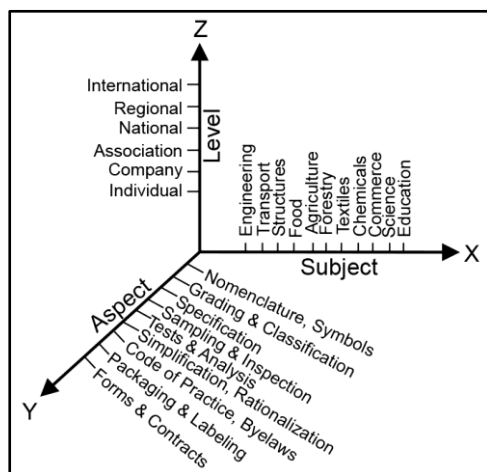 Z
International
Regional
National
Association
Company
Individual
Level
Engineering
Transport
Structures
Food
Agriculture
Forestry
Textiles
Chemicals
Commerce
Science
Education
X
Subject
Aspect
Nomenclature, Symbols
Grading & Classification
Specification
Sampling & Inspection
Tests & Analysis
Simplification, Rationalization
Code of Practice, Byelaws
Packaging & Labeling
Forms & Contracts
Y